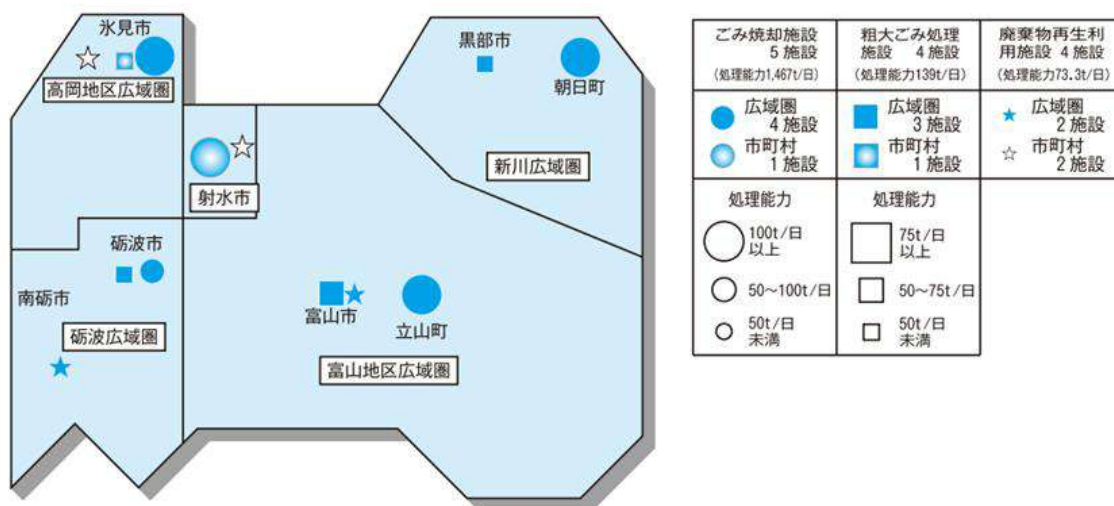 氷見市
高岡地区広域圏
射水市
黒部市
朝日町
新川広域圏
砺波市
南砺市
砺波広域圏
富山市
立山町
富山地区広域圏
ごみ焼却施設
5施設
(処理能力1,467t/日)
粗大ごみ処理
施設 4施設
(処理能力139t/日)
廃棄物再生利
用施設 4施設
(処理能力73.3t/日)
広域圏
4施設
市町村
1施設
広域圏
3施設
市町村
1施設
広域圏
2施設
市町村
2施設
処理能力
100t/日
以上
50〜100t/日
50t/日
未満
処理能力
75t/日
以上
50〜75t/日
50t/日
未満